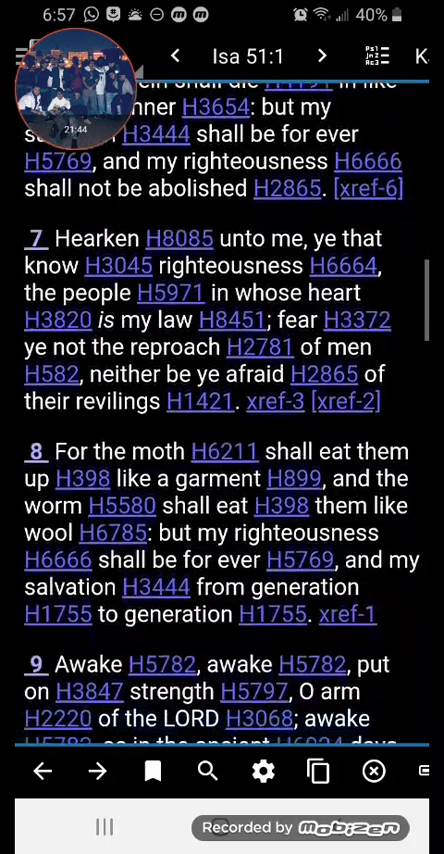 6:57 40%
Isa 51:1 K
21:44
nner H3654: but my
H3444 shall be for ever
H5769, and my righteousness H6666
shall not be abolished H2865. [xref-6]
7 Hearken H8085 unto me, ye that
know H3045 righteousness H6664,
the people H5971 in whose heart
H3820 is my law H8451; fear H3372
ye not the reproach H2781 of men
H582, neither be ye afraid H2865 of
their revilings H1421. xref-3 [xref-2]
8 For the moth H6211 shall eat them
up H398 like a garment H899, and the
worm H5580 shall eat H398 them like
wool H6785: but my righteousness
H6666 shall be for ever H5769, and my
salvation H3444 from generation
H1755 to generation H1755. xref-1
9 Awake H5782, awake H5782, put
on H3847 strength H5797, O arm
H2220 of the LORD H3068; awake
Recorded by Mobizen